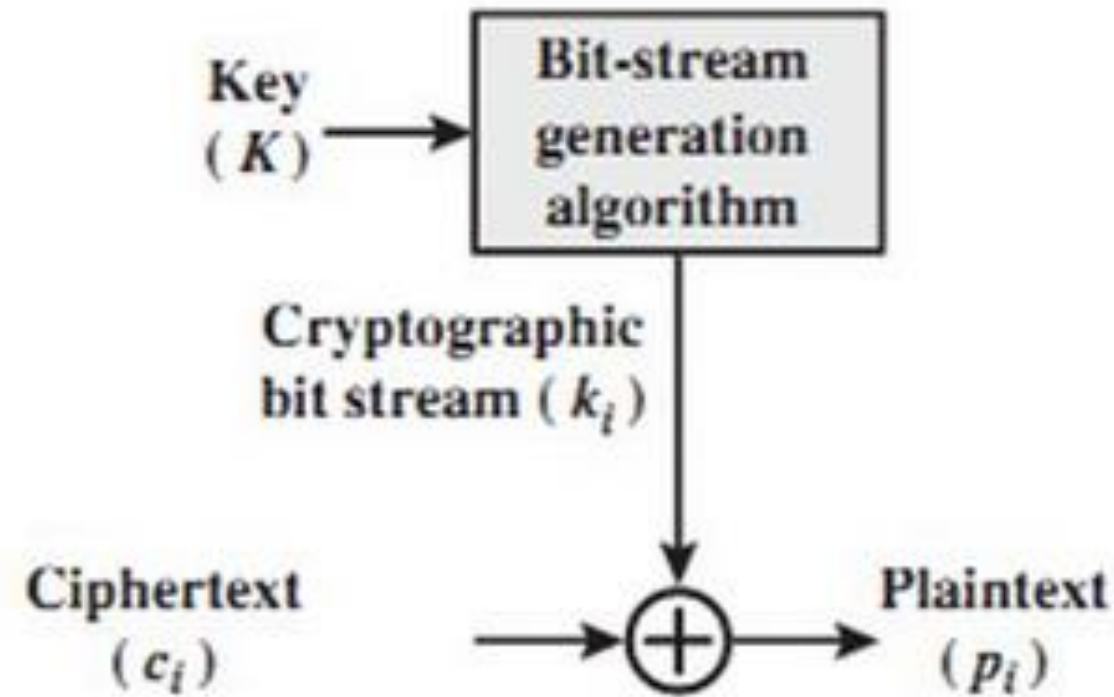 Key
( K )
Bit-stream
generation
algorithm
Cryptographic
bit stream ( kᵢ )
Ciphertext
( cᵢ )
Plaintext
( pᵢ )